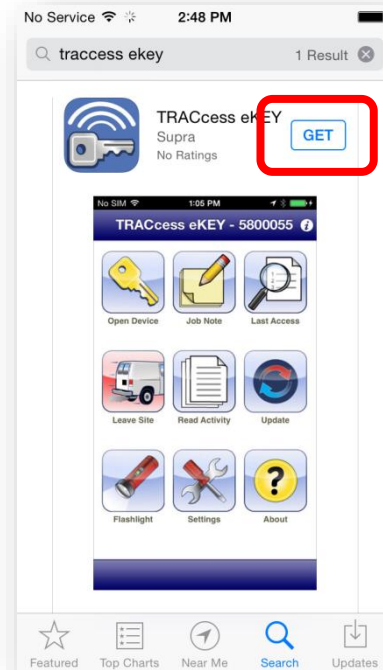 No Service 2:48 PM
traccess ekey 1 Result
TRACcess eKEY
Supra
No Ratings
GET
No SIM 1:05 PM
TRACcess eKEY - 5800055 i
Open Device Job Note Last Access
Leave Site Read Activity Update
Flashlight Settings About
Featured Top Charts Near Me Search Updates